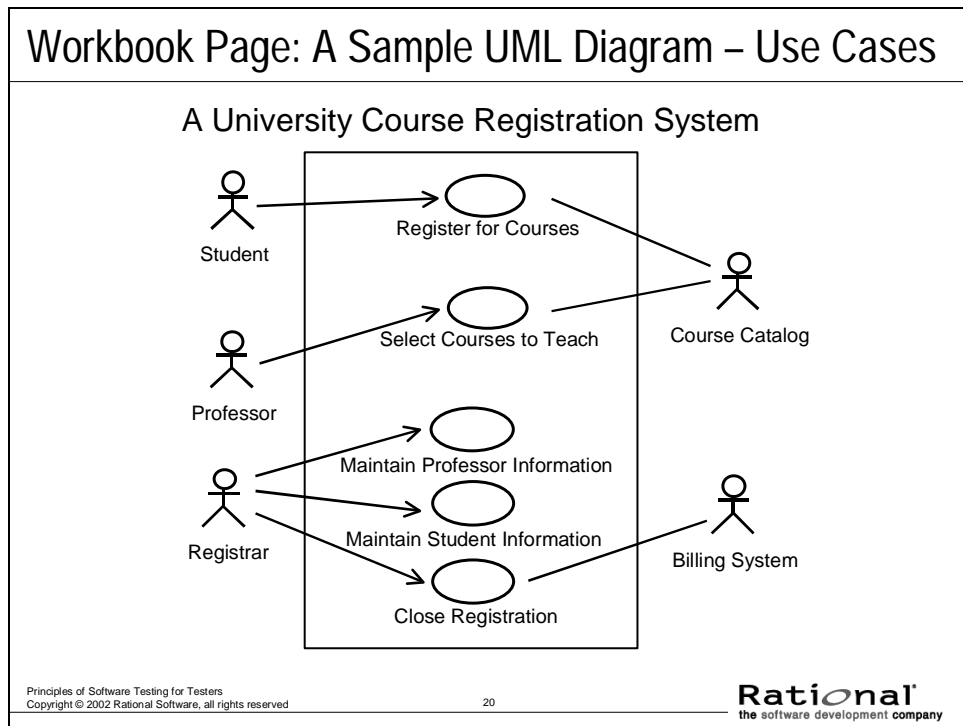 Workbook Page: A Sample UML Diagram – Use Cases
A University Course Registration System
Student
Register for Courses
Course Catalog
Select Courses to Teach
Professor
Maintain Professor Information
Registrar
Maintain Student Information
Billing System
Close Registration
Principles of Software Testing for Testers
Copyright © 2002 Rational Software, all rights reserved
20
Rational
the software development company